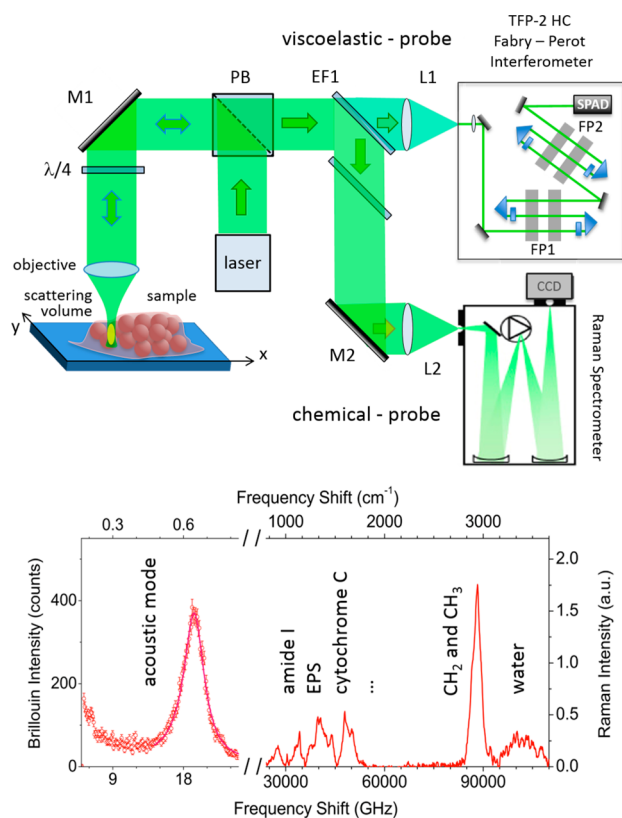 viscoelastic - probe
TFP-2 HC
Fabry – Perot
Interferometer
M1
PB
EF1
L1
SPAD
FP2
FP1
λ/4
objective
laser
scattering
volume
sample
y
x
M2
L2
CCD
Raman Spectrometer
chemical - probe
Frequency Shift (cm-1)
0.3
0.6
1000
2000
3000
Brillouin Intensity (counts)
400
200
0
acoustic mode
amide I
EPS
cytochrome C
...
CH2 and CH3
water
2.0
1.5
1.0
0.5
0.0
Raman Intensity (a.u.)
9
18
30000
60000
90000
Frequency Shift (GHz)